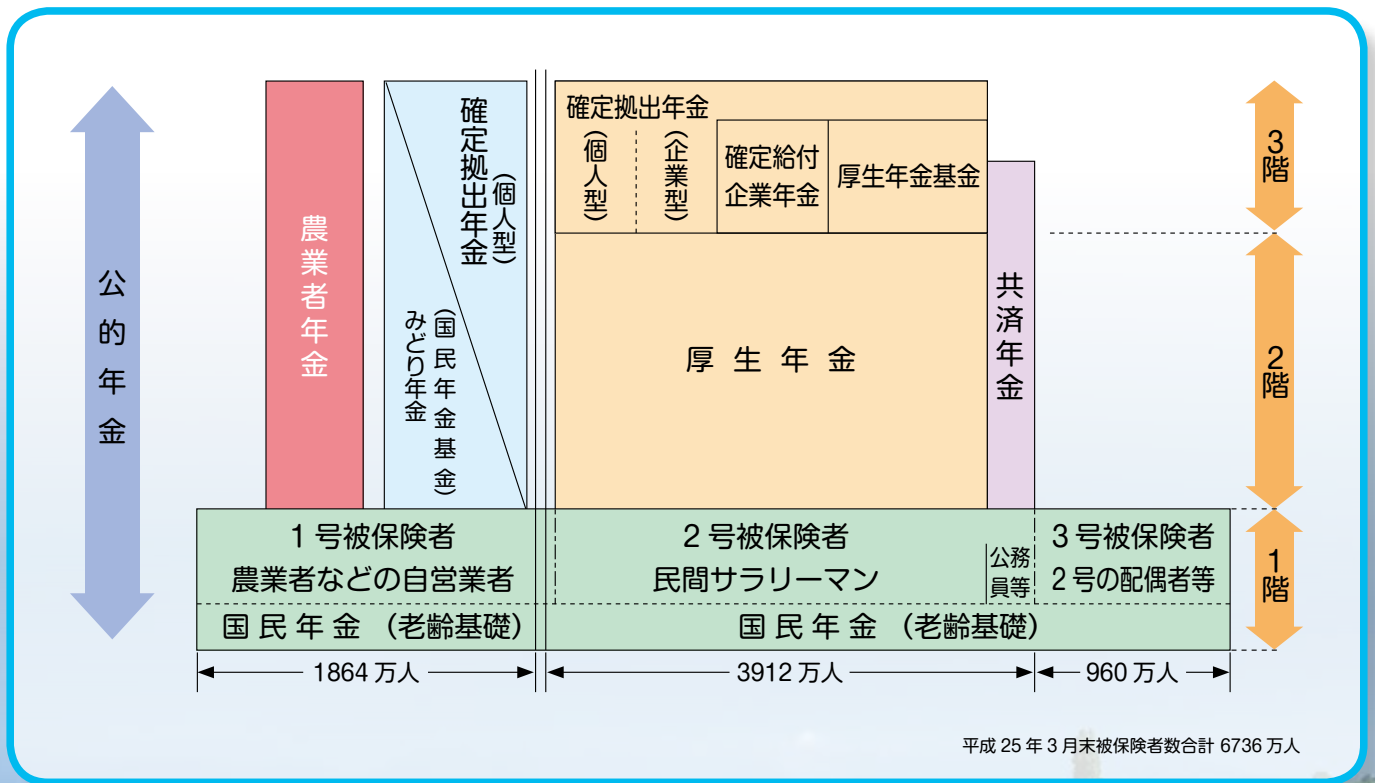 公的年金
農業者年金
確定拠出年金
(個人型)
(国民年金基金)
みどり年金
確定拠出年金
(個人型)
(企業型)
確定給付
企業年金
厚生年金基金
厚生年金
共済年金
3階
2階
1階
1号被保険者
農業者などの自営業者
2号被保険者
民間サラリーマン
公務
員等
3号被保険者
2号の配偶者等
国民年金(老齢基礎)
国民年金(老齢基礎)
1864万人
3912万人
960万人
平成25年3月末被保険者数合計 6736万人